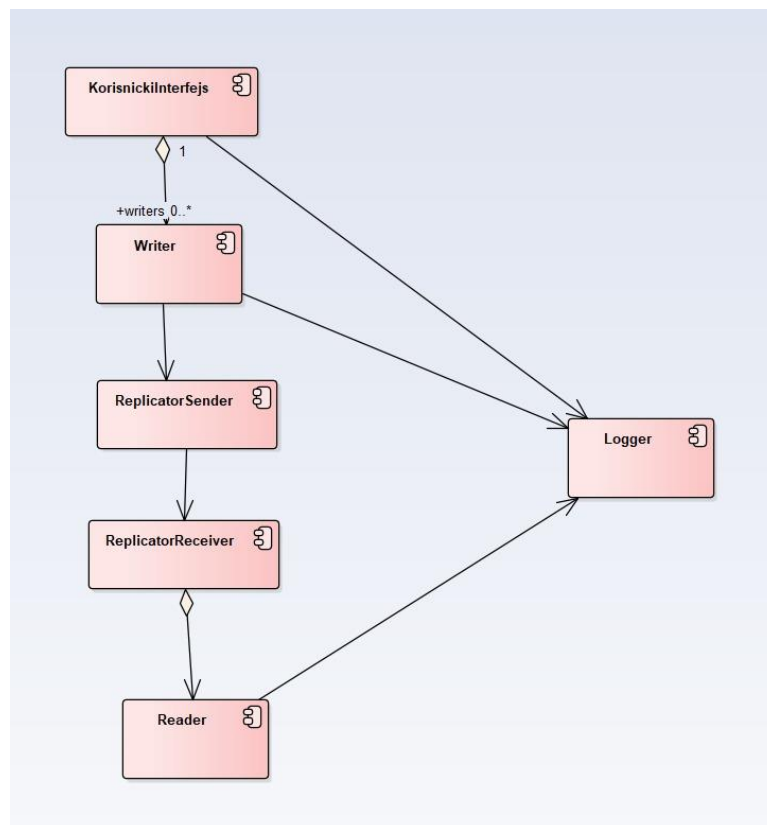 KorisnickiInterfejs
1
+writers 0..*
Writer
ReplicatorSender
Logger
ReplicatorReceiver
Reader